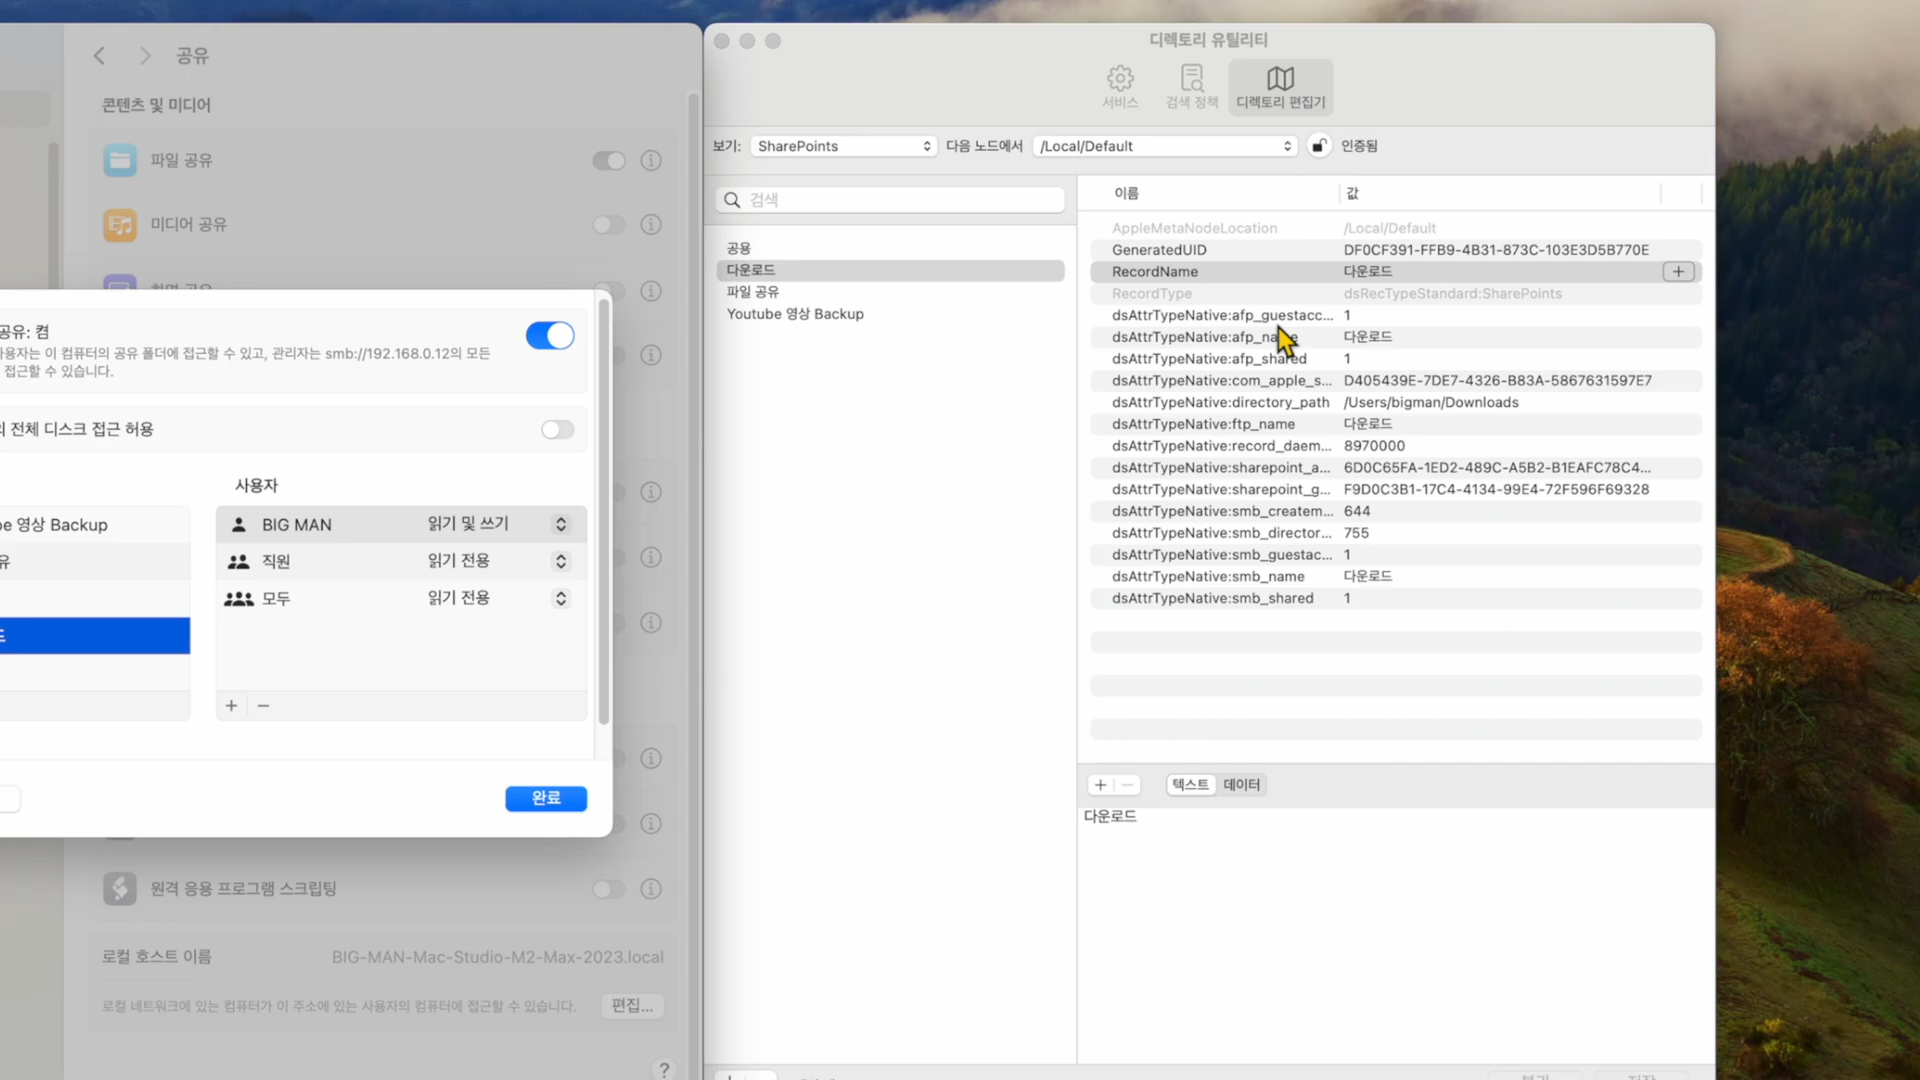 공유
콘텐츠 및 미디어
파일 공유
미디어 공유
공유: 켬
사용자는 이 컴퓨터의 공유 폴더에 접근할 수 있고, 관리자는 smb://192.168.0.12의 모든
접근할 수 있습니다.
의 전체 디스크 접근 허용
사용자
be 영상 Backup
유
드
BIG MAN 읽기 및 쓰기
직원 읽기 전용
모두 읽기 전용
+ −
완료
원격 응용 프로그램 스크립팅
로컬 호스트 이름 BIG-MAN-Mac-Studio-M2-Max-2023.local
로컬 네트워크에 있는 컴퓨터가 이 주소에 있는 사용자의 컴퓨터에 접근할 수 있습니다. 편집...
?
디렉토리 유틸리티
서비스 검색 정책 디렉토리 편집기
보기: SharePoints 다음 노드에서 /Local/Default 인증됨
검색
공용
다운로드
파일 공유
Youtube 영상 Backup
이름 값
AppleMetaNodeLocation /Local/Default
GeneratedUID DF0CF391-FFB9-4B31-873C-103E3D5B770E
RecordName 다운로드 +
RecordType dsRecTypeStandard:SharePoints
dsAttrTypeNative:afp_guestacc... 1
dsAttrTypeNative:afp_name 다운로드
dsAttrTypeNative:afp_shared 1
dsAttrTypeNative:com_apple_s... D405439E-7DE7-4326-B83A-5867631597E7
dsAttrTypeNative:directory_path /Users/bigman/Downloads
dsAttrTypeNative:ftp_name 다운로드
dsAttrTypeNative:record_daem... 8970000
dsAttrTypeNative:sharepoint_a... 6D0C65FA-1ED2-489C-A5B2-B1EAFC78C4...
dsAttrTypeNative:sharepoint_g... F9D0C3B1-17C4-4134-99E4-72F596F69328
dsAttrTypeNative:smb_createm... 644
dsAttrTypeNative:smb_director... 755
dsAttrTypeNative:smb_guestac... 1
dsAttrTypeNative:smb_name 다운로드
dsAttrTypeNative:smb_shared 1
+ − 텍스트 데이터
다운로드